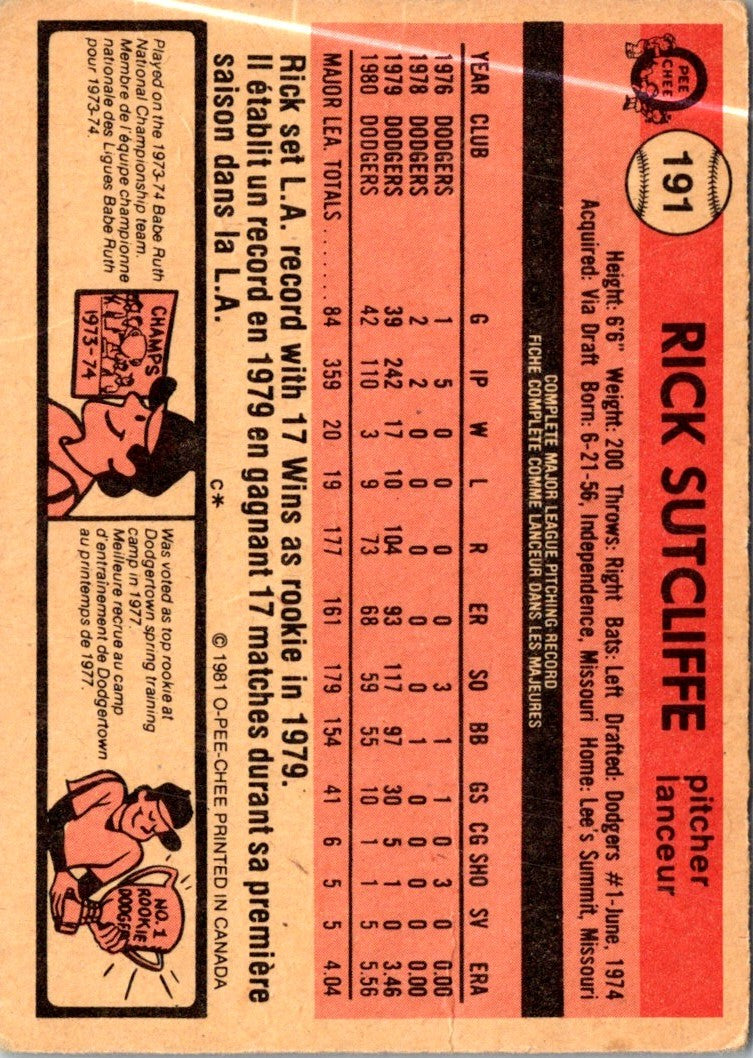 O PEE CHEE
191
RICK SUTCLIFFE
pitcher
lanceur
Height: 6'6" Weight: 200 Throws: Right Bats: Left Drafted: Dodgers #1-June, 1974
Acquired: Via Draft Born: 6-21-56, Independence, Missouri Home: Lee's Summit, Missouri
COMPLETE MAJOR LEAGUE PITCHING RECORD
FICHE COMPLÈTE COMME LANCEUR DANS LES MAJEURES
YEAR CLUB G IP W L R ER SO BB GS CG SHO SV ERA
1976 DODGERS 1 5 0 0 0 0 3 1 1 0 3 0 0.00
1978 DODGERS 2 2 0 0 0 0 0 1 0 0 0 0 0.00
1979 DODGERS 39 242 17 10 104 93 117 97 30 5 1 0 3.46
1980 DODGERS 42 110 3 9 73 68 59 55 10 1 1 5 5.56
MAJOR LEA. TOTALS ...... 84 359 20 19 177 161 179 154 41 6 5 5 4.04
Rick set L.A. record with 17 Wins as rookie in 1979.
Il établit un record en 1979 en gagnant 17 matches durant sa première
saison dans la L.A.
C*
© 1981 O-PEE-CHEE PRINTED IN CANADA
Played on the 1973-74 Babe Ruth
National Championship team.
Membre de l'équipe championne
nationale des Ligues Babe Ruth
pour 1973-74.
CHAMPS
1973-74
Was voted as top rookie at
Dodgertown spring training
camp in 1977.
Meilleure recrue au camp
d'entrainement de Dodgertown
au printemps de 1977.
NO. 1
ROOKIE
DODGER